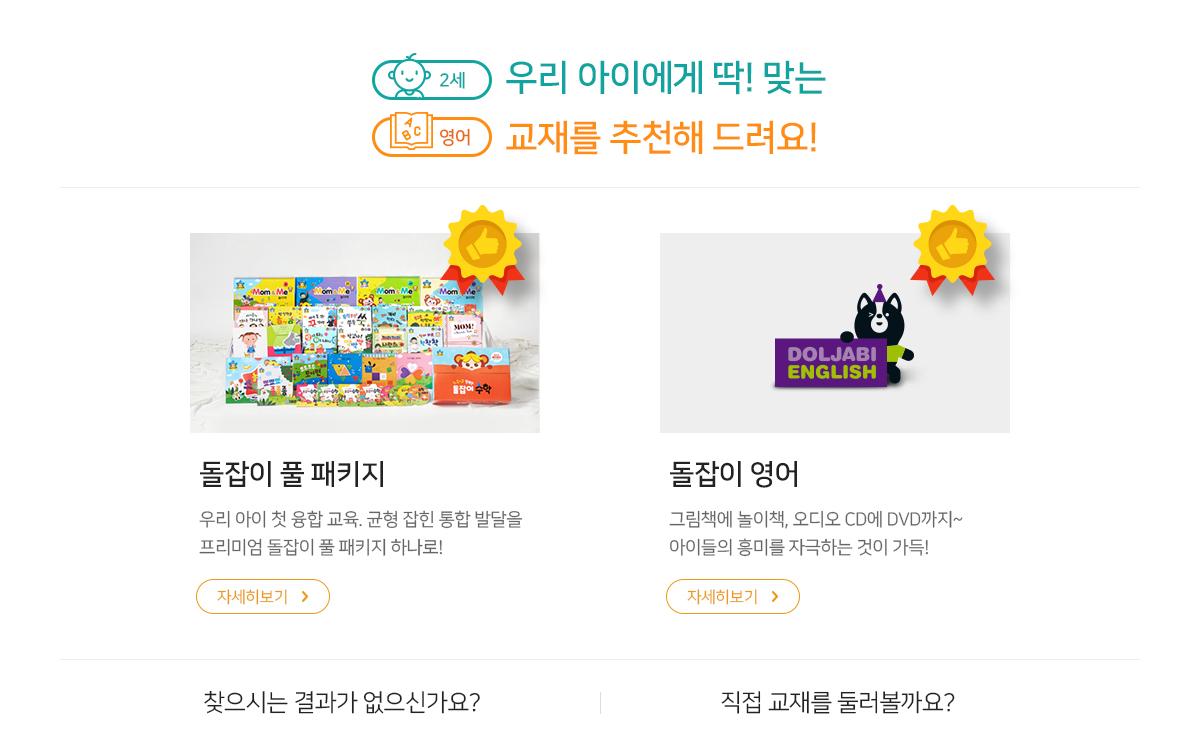 2세 우리 아이에게 딱! 맞는
A B C 영어 교재를 추천해 드려요!
Mom & Me
Mom & Me
Mom & Me
Mom & Me
MOM!
돌잡이 수학
DOLJABI
ENGLISH
돌잡이 풀 패키지
우리 아이 첫 융합 교육. 균형 잡힌 통합 발달을
프리미엄 돌잡이 풀 패키지 하나로!
자세히보기
돌잡이 영어
그림책에 놀이책, 오디오 CD에 DVD까지~
아이들의 흥미를 자극하는 것이 가득!
자세히보기
찾으시는 결과가 없으신가요?
직접 교재를 둘러볼까요?